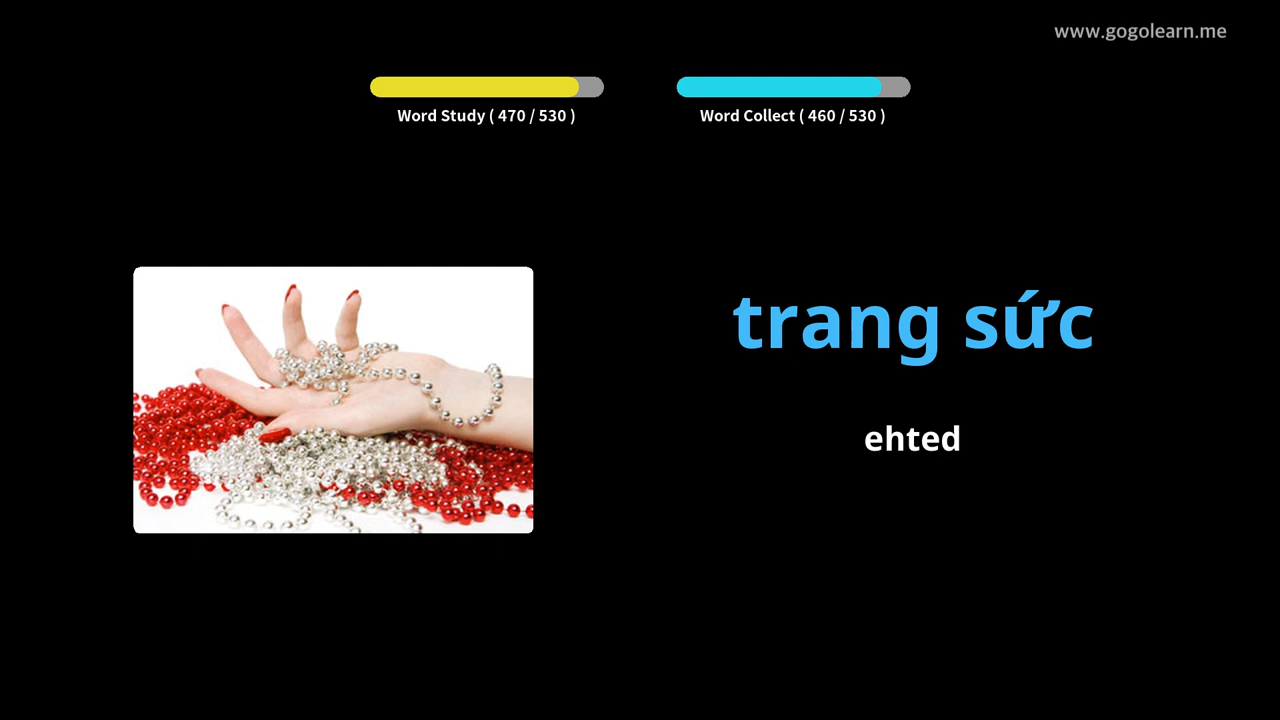 www.gogolearn.me
Word Study ( 470 / 530 )
Word Collect ( 460 / 530 )
trang sức
ehted